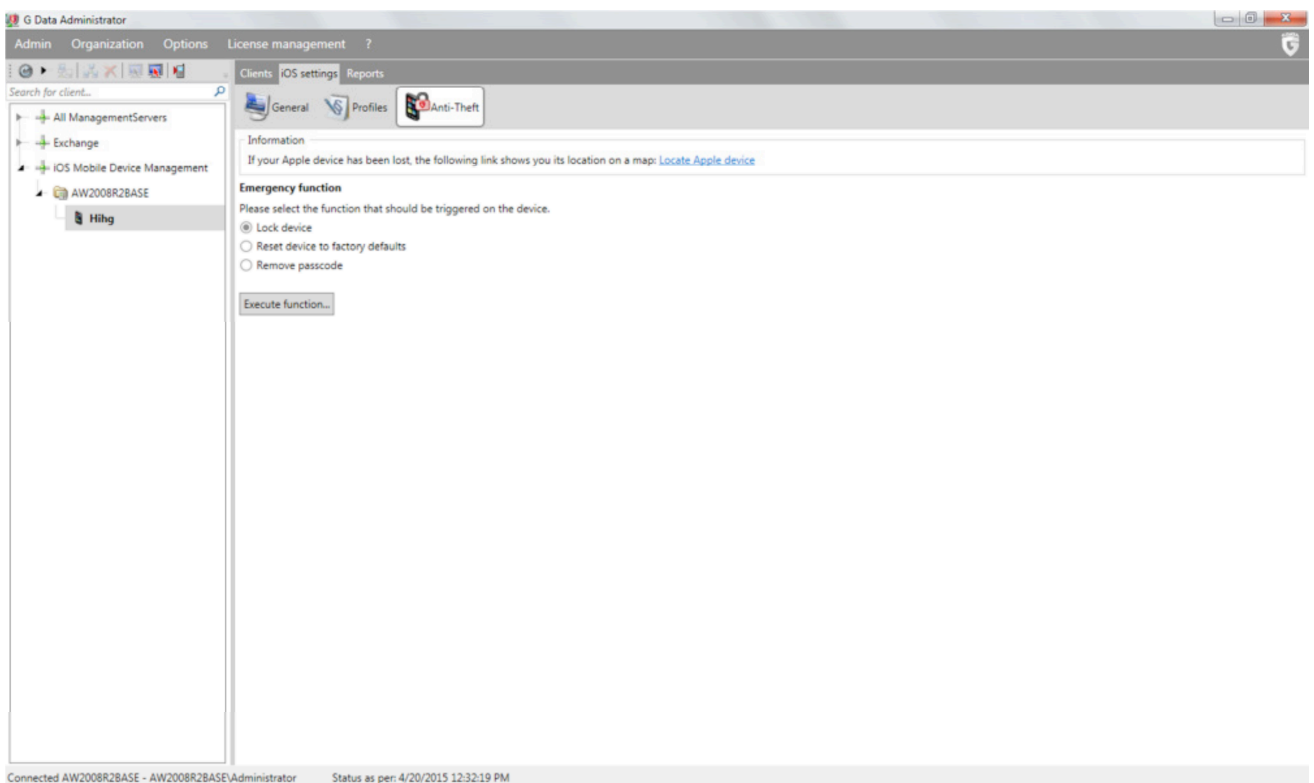 G Data Administrator
Admin Organization Options License management ?
Clients iOS settings Reports
Search for client...
General Profiles Anti-Theft
All ManagementServers
Exchange
iOS Mobile Device Management
AW2008R2BASE
Hihg
Information
If your Apple device has been lost, the following link shows you its location on a map: Locate Apple device
Emergency function
Please select the function that should be triggered on the device.
Lock device
Reset device to factory defaults
Remove passcode
Execute function...
Connected AW2008R2BASE - AW2008R2BASE\Administrator Status as per: 4/20/2015 12:32:19 PM